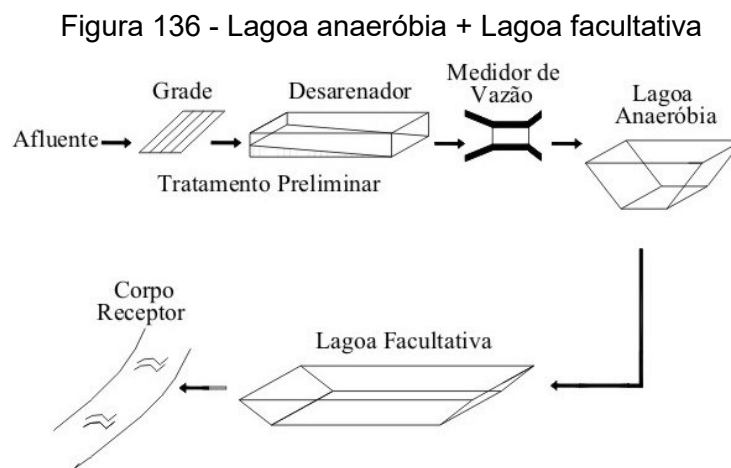 Figura 136 - Lagoa anaeróbia + Lagoa facultativa
Afluente
Grade
Desarenador
Tratamento Preliminar
Medidor de
Vazão
Lagoa
Anaeróbia
Lagoa Facultativa
Corpo
Receptor